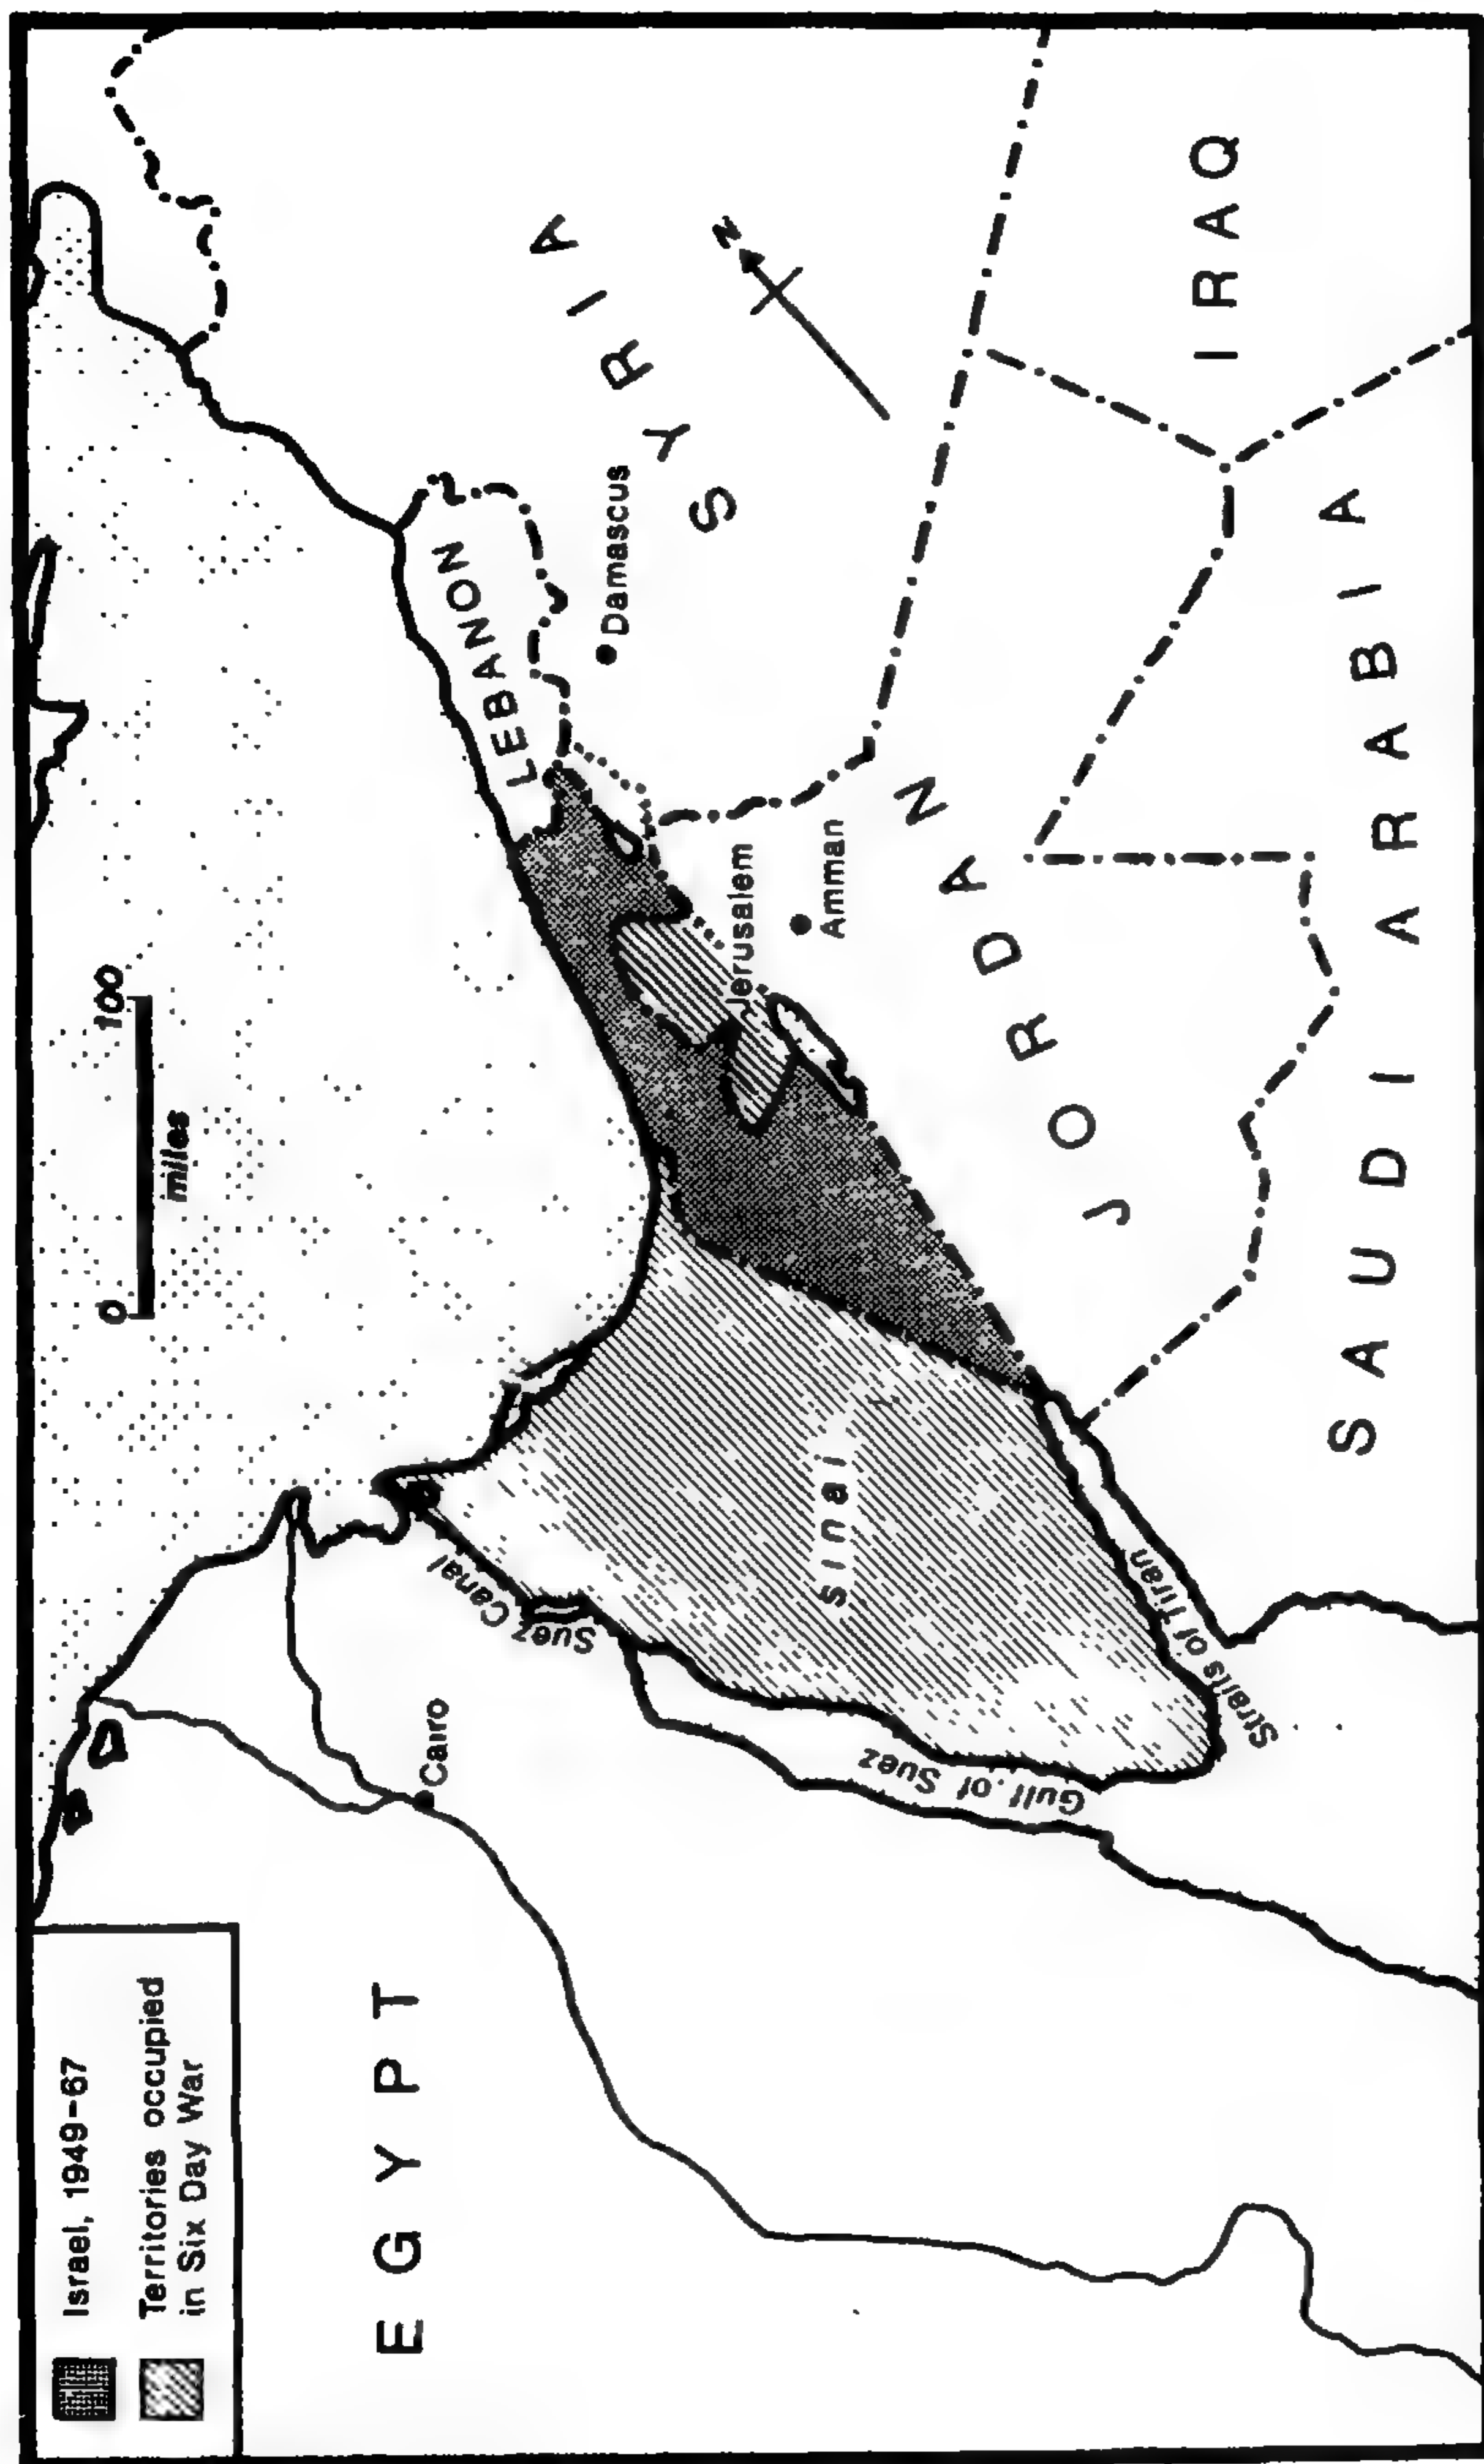 Israel, 1949-67
Territories occupied
in Six Day War
0 100
miles
EGYPT
Cairo
Suez Canal
Gulf of Suez
Sinai
Straits of Tiran
LEBANON
Damascus
SYRIA
N
Jerusalem
Amman
JORDAN
IRAQ
SAUDI ARABIA